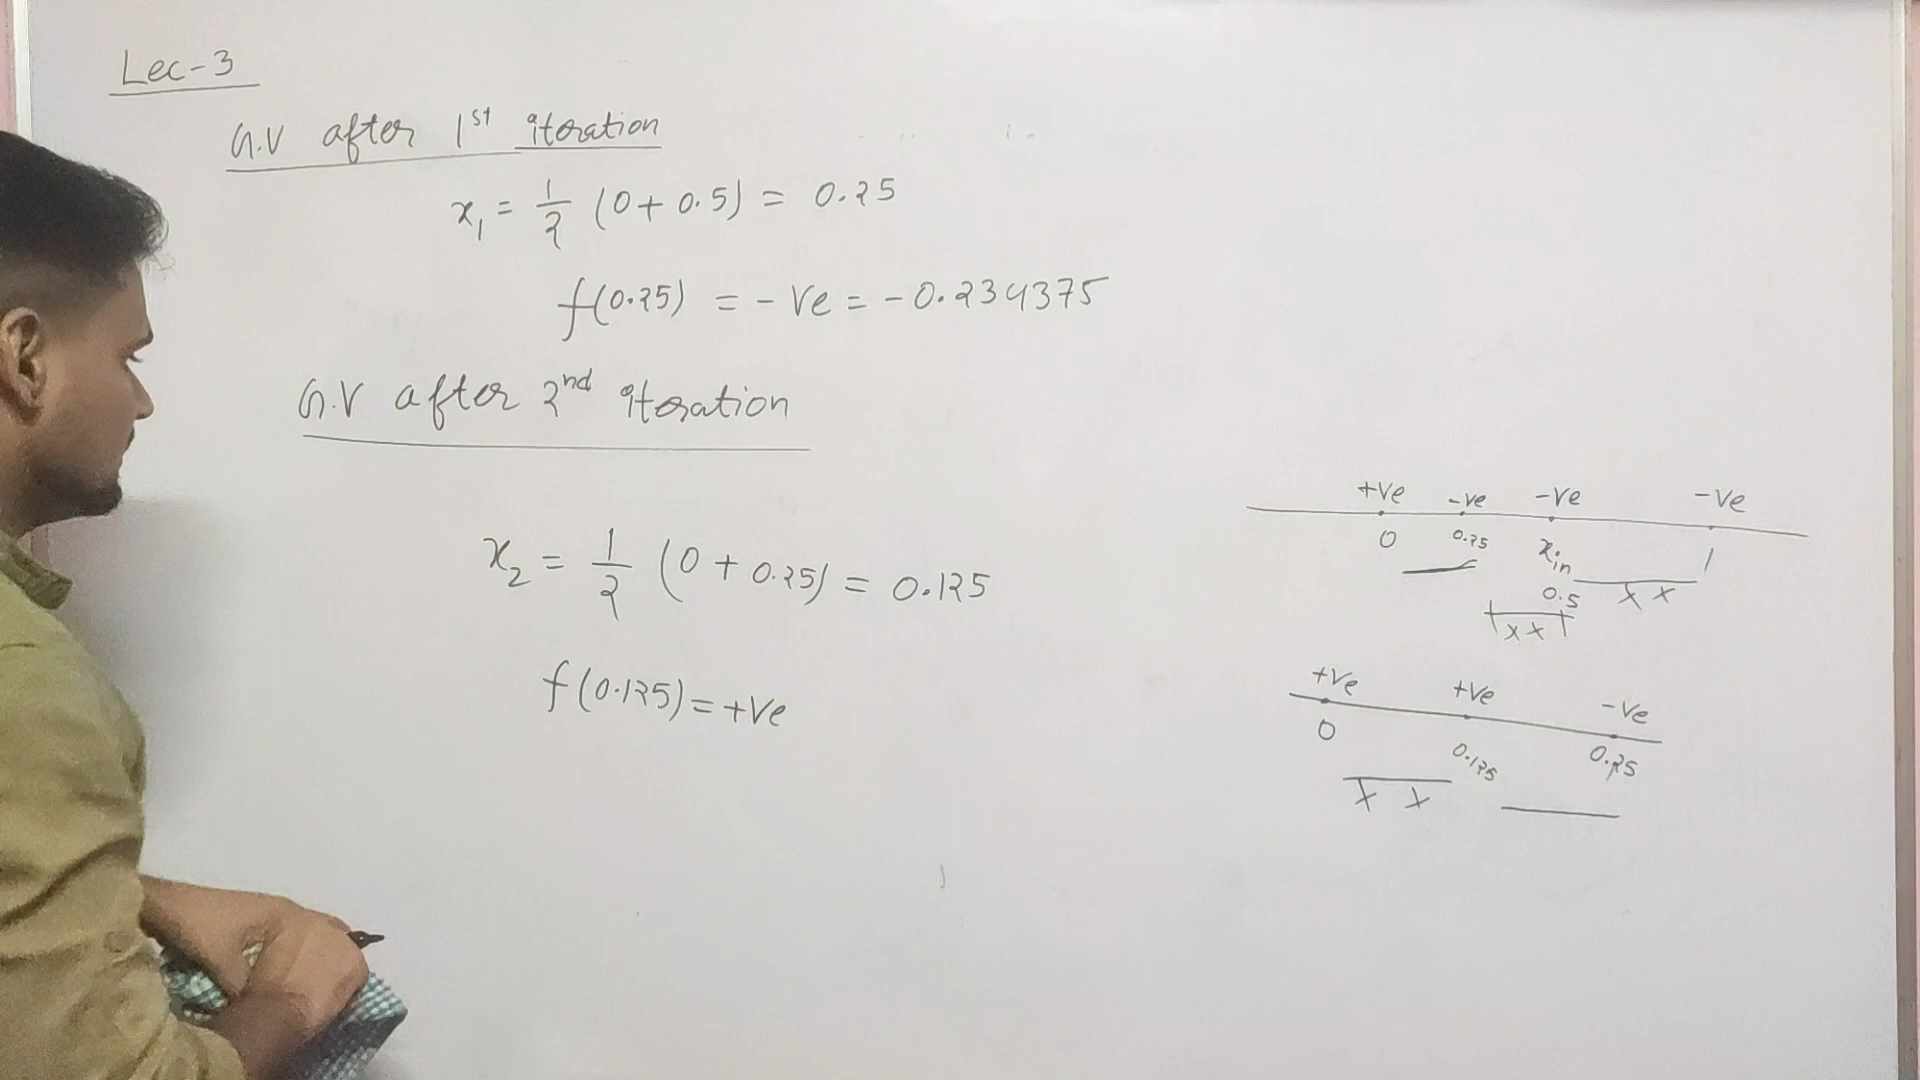 Lec-3
G.V after 1st iteration
x₁ = 1/2 (0 + 0.5) = 0.25
f(0.25) = -ve = -0.234375
G.V after 2nd iteration
x₂ = 1/2 (0 + 0.25) = 0.125
f(0.125) = +ve
+ve -ve -ve -ve
0 0.25 xin 1
0.5 x x
x x
+ve +ve -ve
0 0.125 0.25
x x